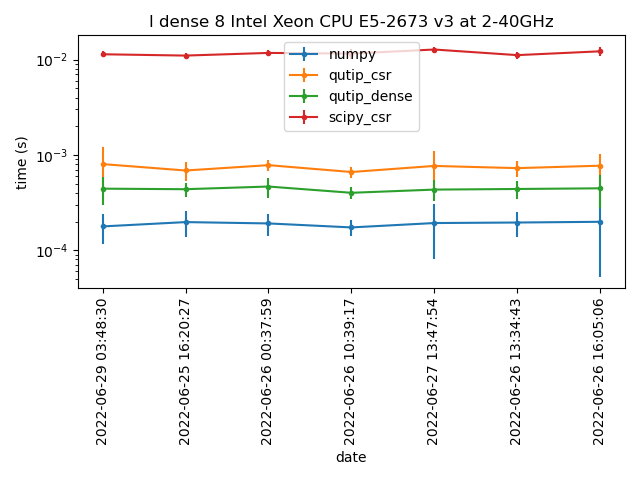 l dense 8 Intel Xeon CPU E5-2673 v3 at 2-40GHz
numpy
qutip_csr
qutip_dense
scipy_csr
time (s)
10⁻²
10⁻³
10⁻⁴
2022-06-29 03:48:30
2022-06-25 16:20:27
2022-06-26 00:37:59
2022-06-26 10:39:17
2022-06-27 13:47:54
2022-06-26 13:34:43
2022-06-26 16:05:06
date